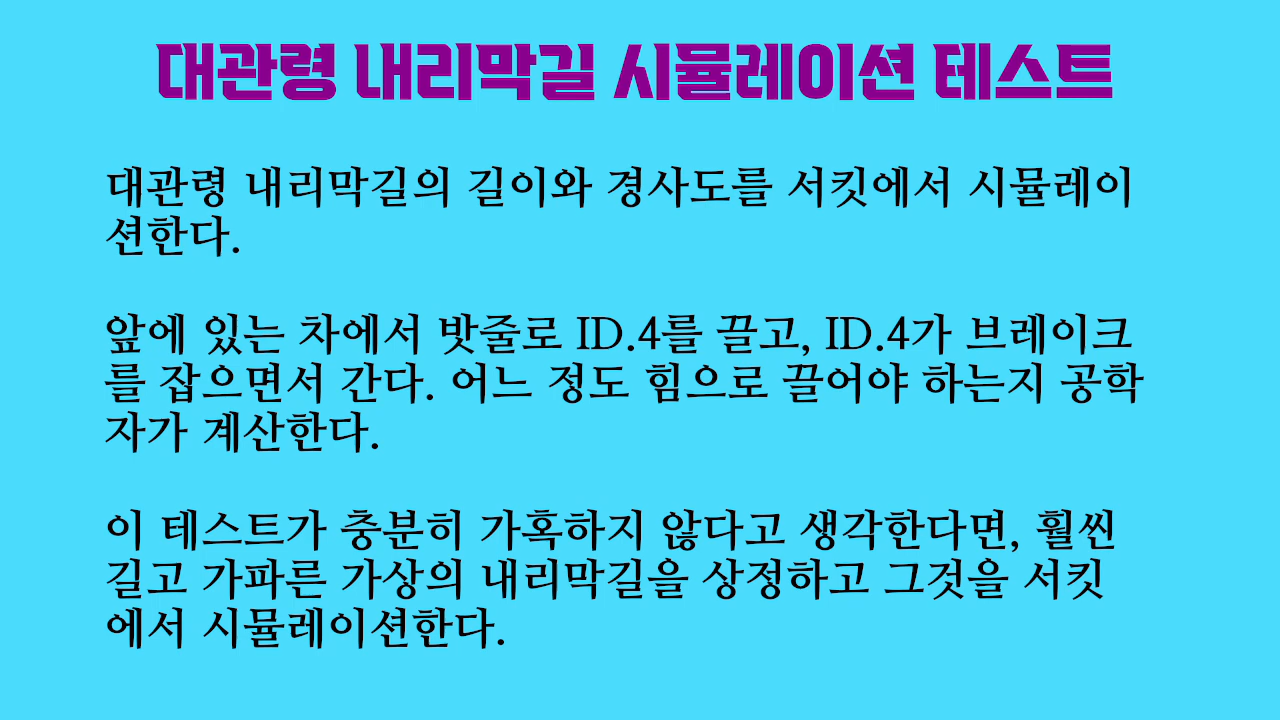 대관령 내리막길 시뮬레이션 테스트
대관령 내리막길의 길이와 경사도를 서킷에서 시뮬레이
션한다.
앞에 있는 차에서 밧줄로 ID.4를 끌고, ID.4가 브레이크
를 잡으면서 간다. 어느 정도 힘으로 끌어야 하는지 공학
자가 계산한다.
이 테스트가 충분히 가혹하지 않다고 생각한다면, 훨씬
길고 가파른 가상의 내리막길을 상정하고 그것을 서킷
에서 시뮬레이션한다.